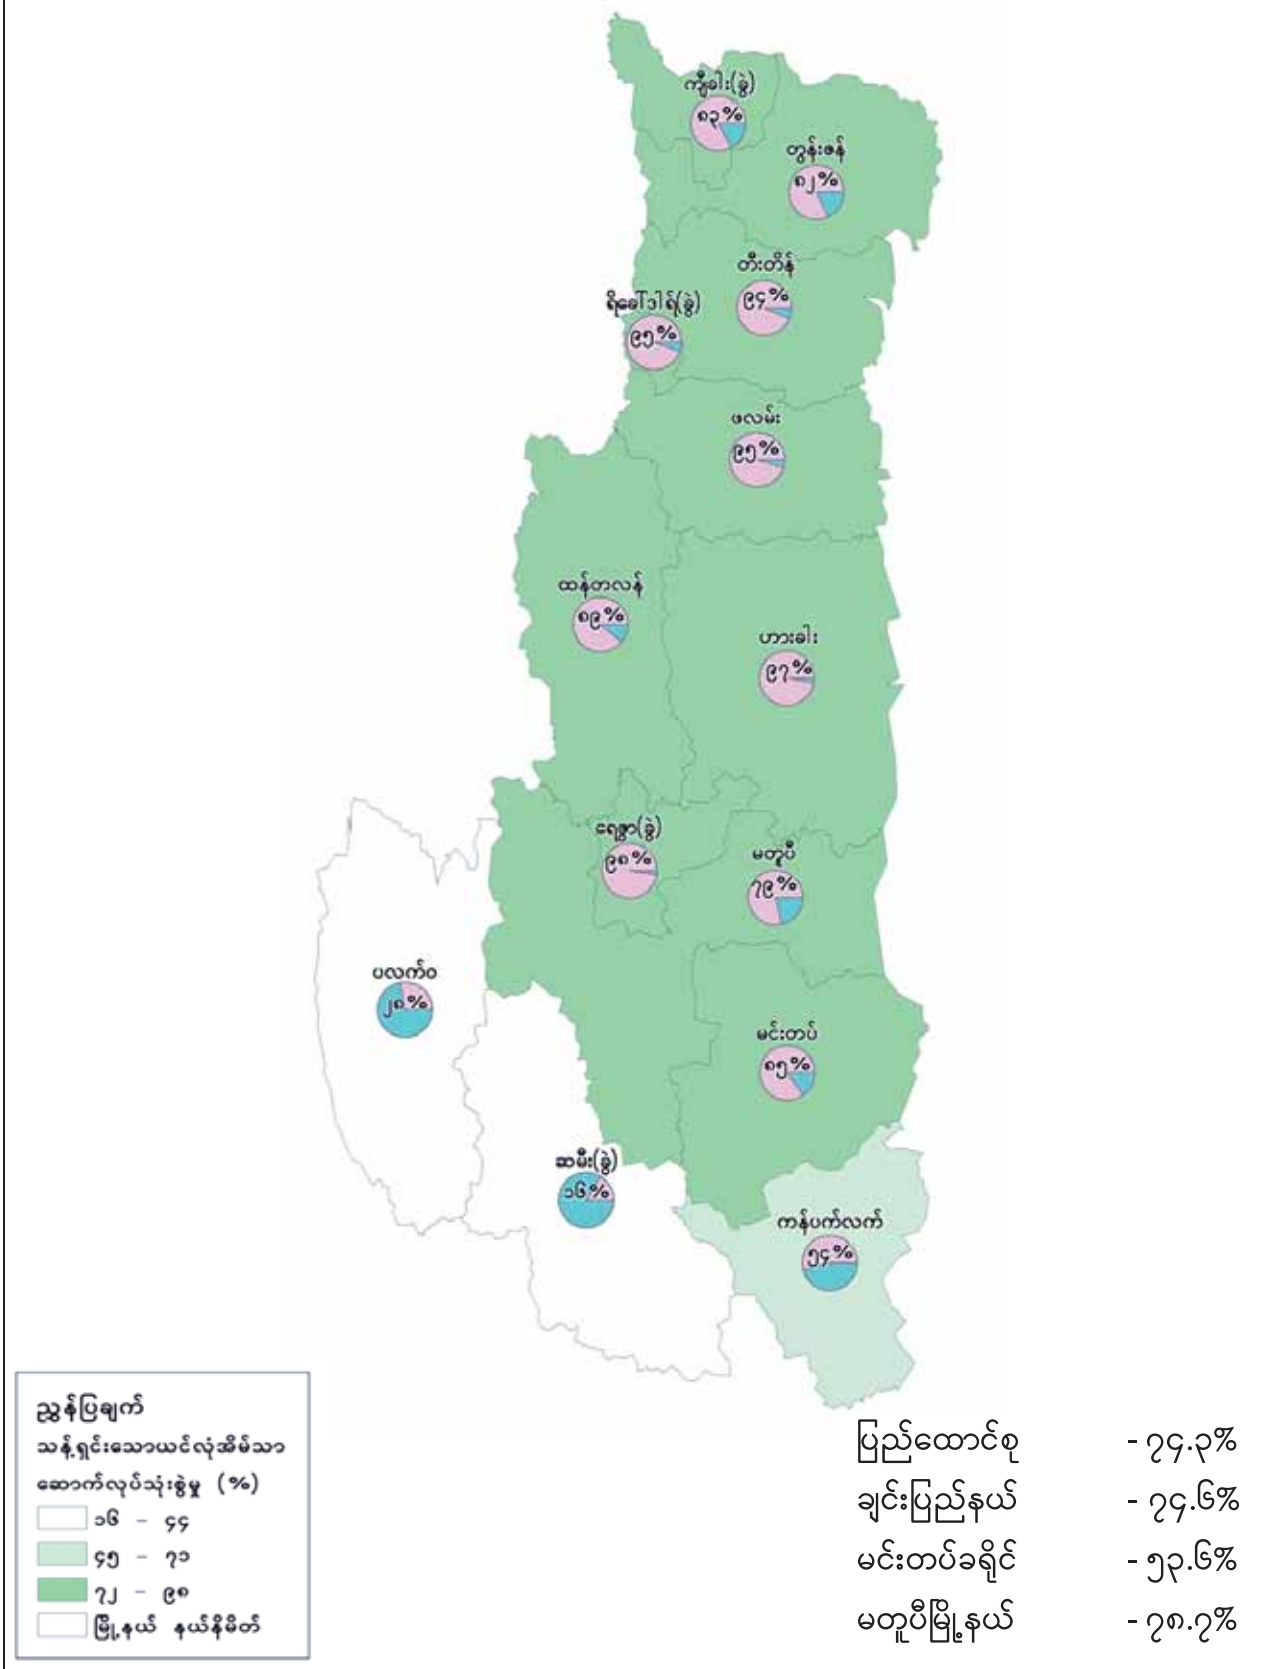 ကျီခါး(ခွဲ)
၈၃%
တွန်းဇန်
၈၂%
တီးတိန်
၉၄%
ရိခေါ်ဒါရ်(ခွဲ)
၉၅%
ဖလမ်း
၉၅%
ထန်တလန်
၈၉%
ဟားခါး
၉၇%
ရေဇွာ(ခွဲ)
၉၈%
မတူပီ
၇၉%
ပလက်ဝ
၂၈%
မင်းတပ်
၈၅%
ဆမီး(ခွဲ)
၁၆%
ကန်ပက်လက်
၅၄%
ညွှန်ပြချက်
သန့်ရှင်းသောယင်လုံအိမ်သာ
ဆောက်လုပ်သုံးစွဲမှု (%)
၁၆ - ၄၄
၄၅ - ၇၁
၇၂ - ၉၈
မြို့နယ် နယ်နိမိတ်
ပြည်ထောင်စု - ၇၄.၃%
ချင်းပြည်နယ် - ၇၄.၆%
မင်းတပ်ခရိုင် - ၅၃.၆%
မတူပီမြို့နယ် - ၇၈.၇%